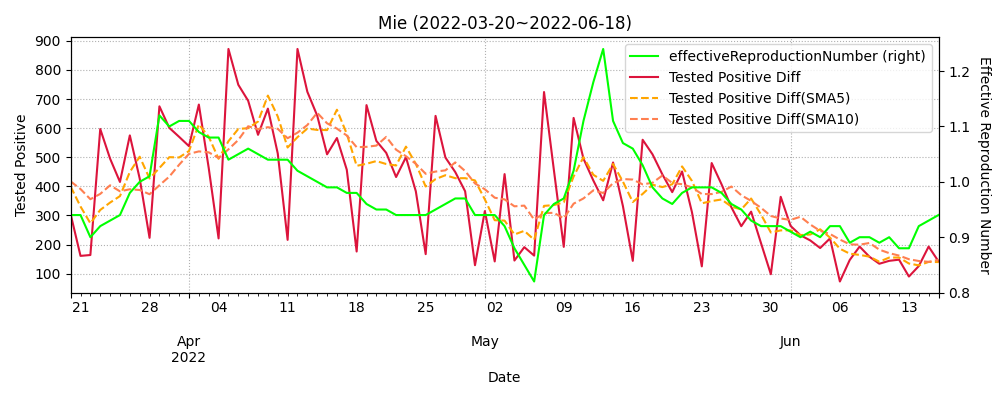 Mie (2022-03-20~2022-06-18)
effectiveReproductionNumber (right)
Tested Positive Diff
Tested Positive Diff(SMA5)
Tested Positive Diff(SMA10)
Tested Positive
900
800
700
600
500
400
300
200
100
1.2
1.1
1.0
0.9
0.8
Effective Reproduction Number
21 28 04 11 18 25 02 09 16 23 30 06 13
Apr May Jun
2022
Date